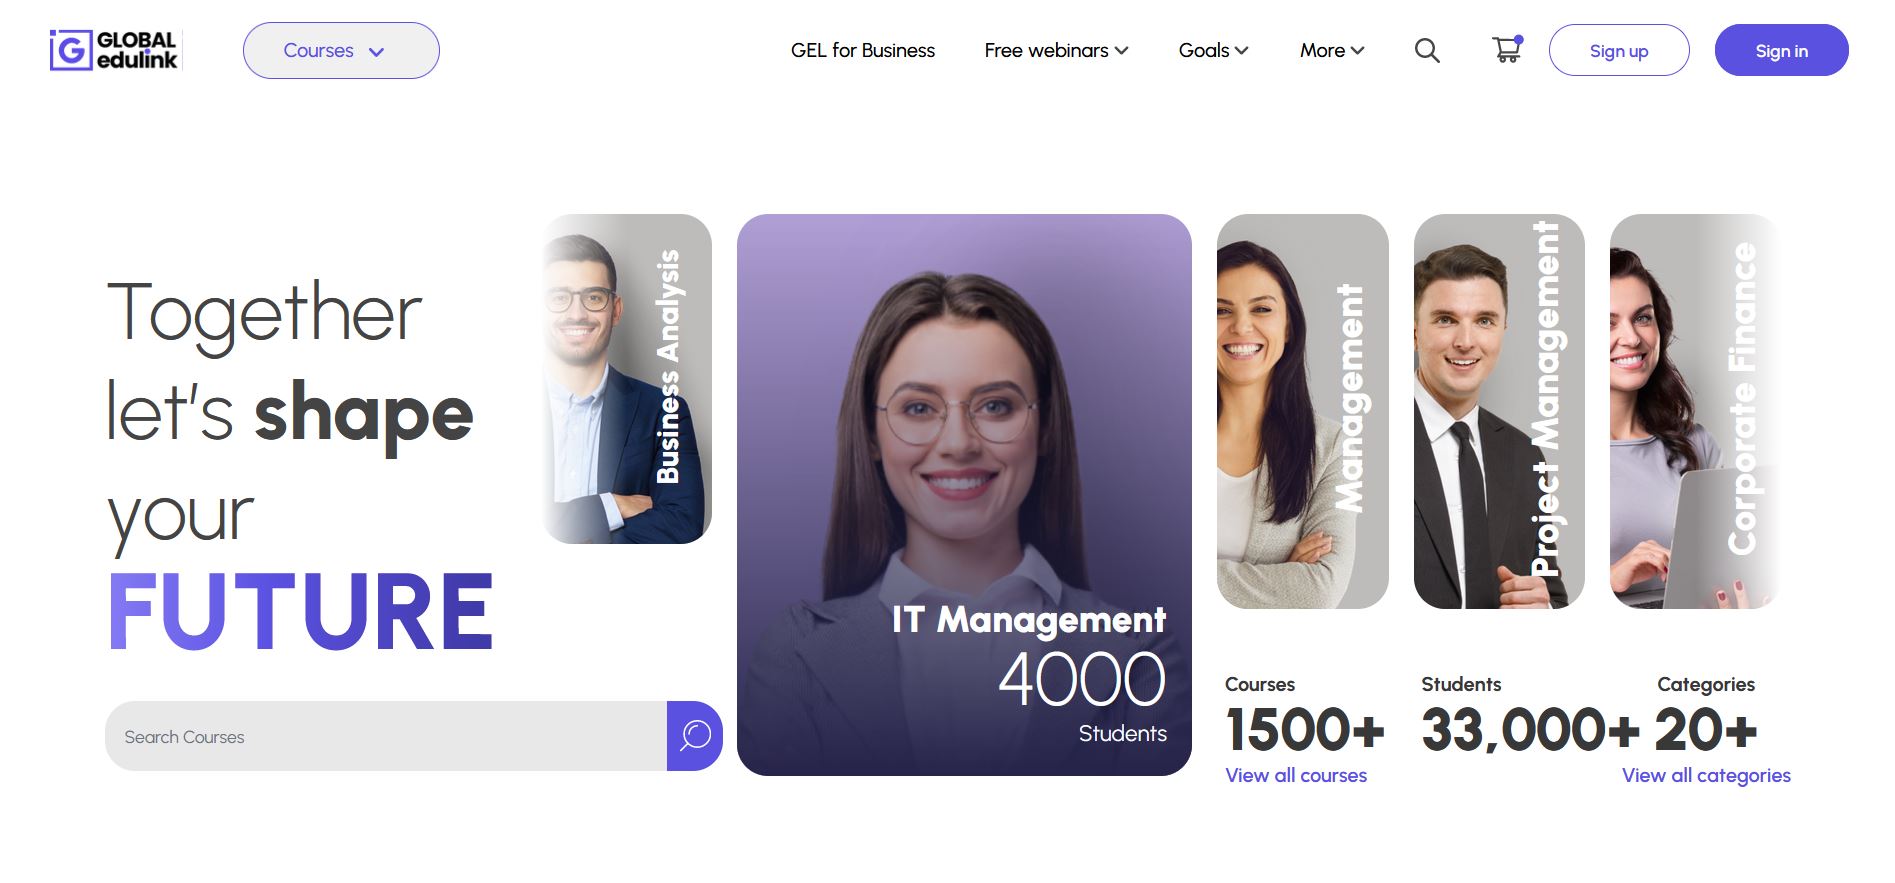 G GLOBAL
edulink
Courses
GEL for Business
Free webinars
Goals
More
Sign up
Sign in
Together
let's shape
your
FUTURE
Search Courses
Business Analysis
IT Management
4000
Students
Management
Project Management
Corporate Finance
Courses
1500+
View all courses
Students
33,000+
Categories
20+
View all categories